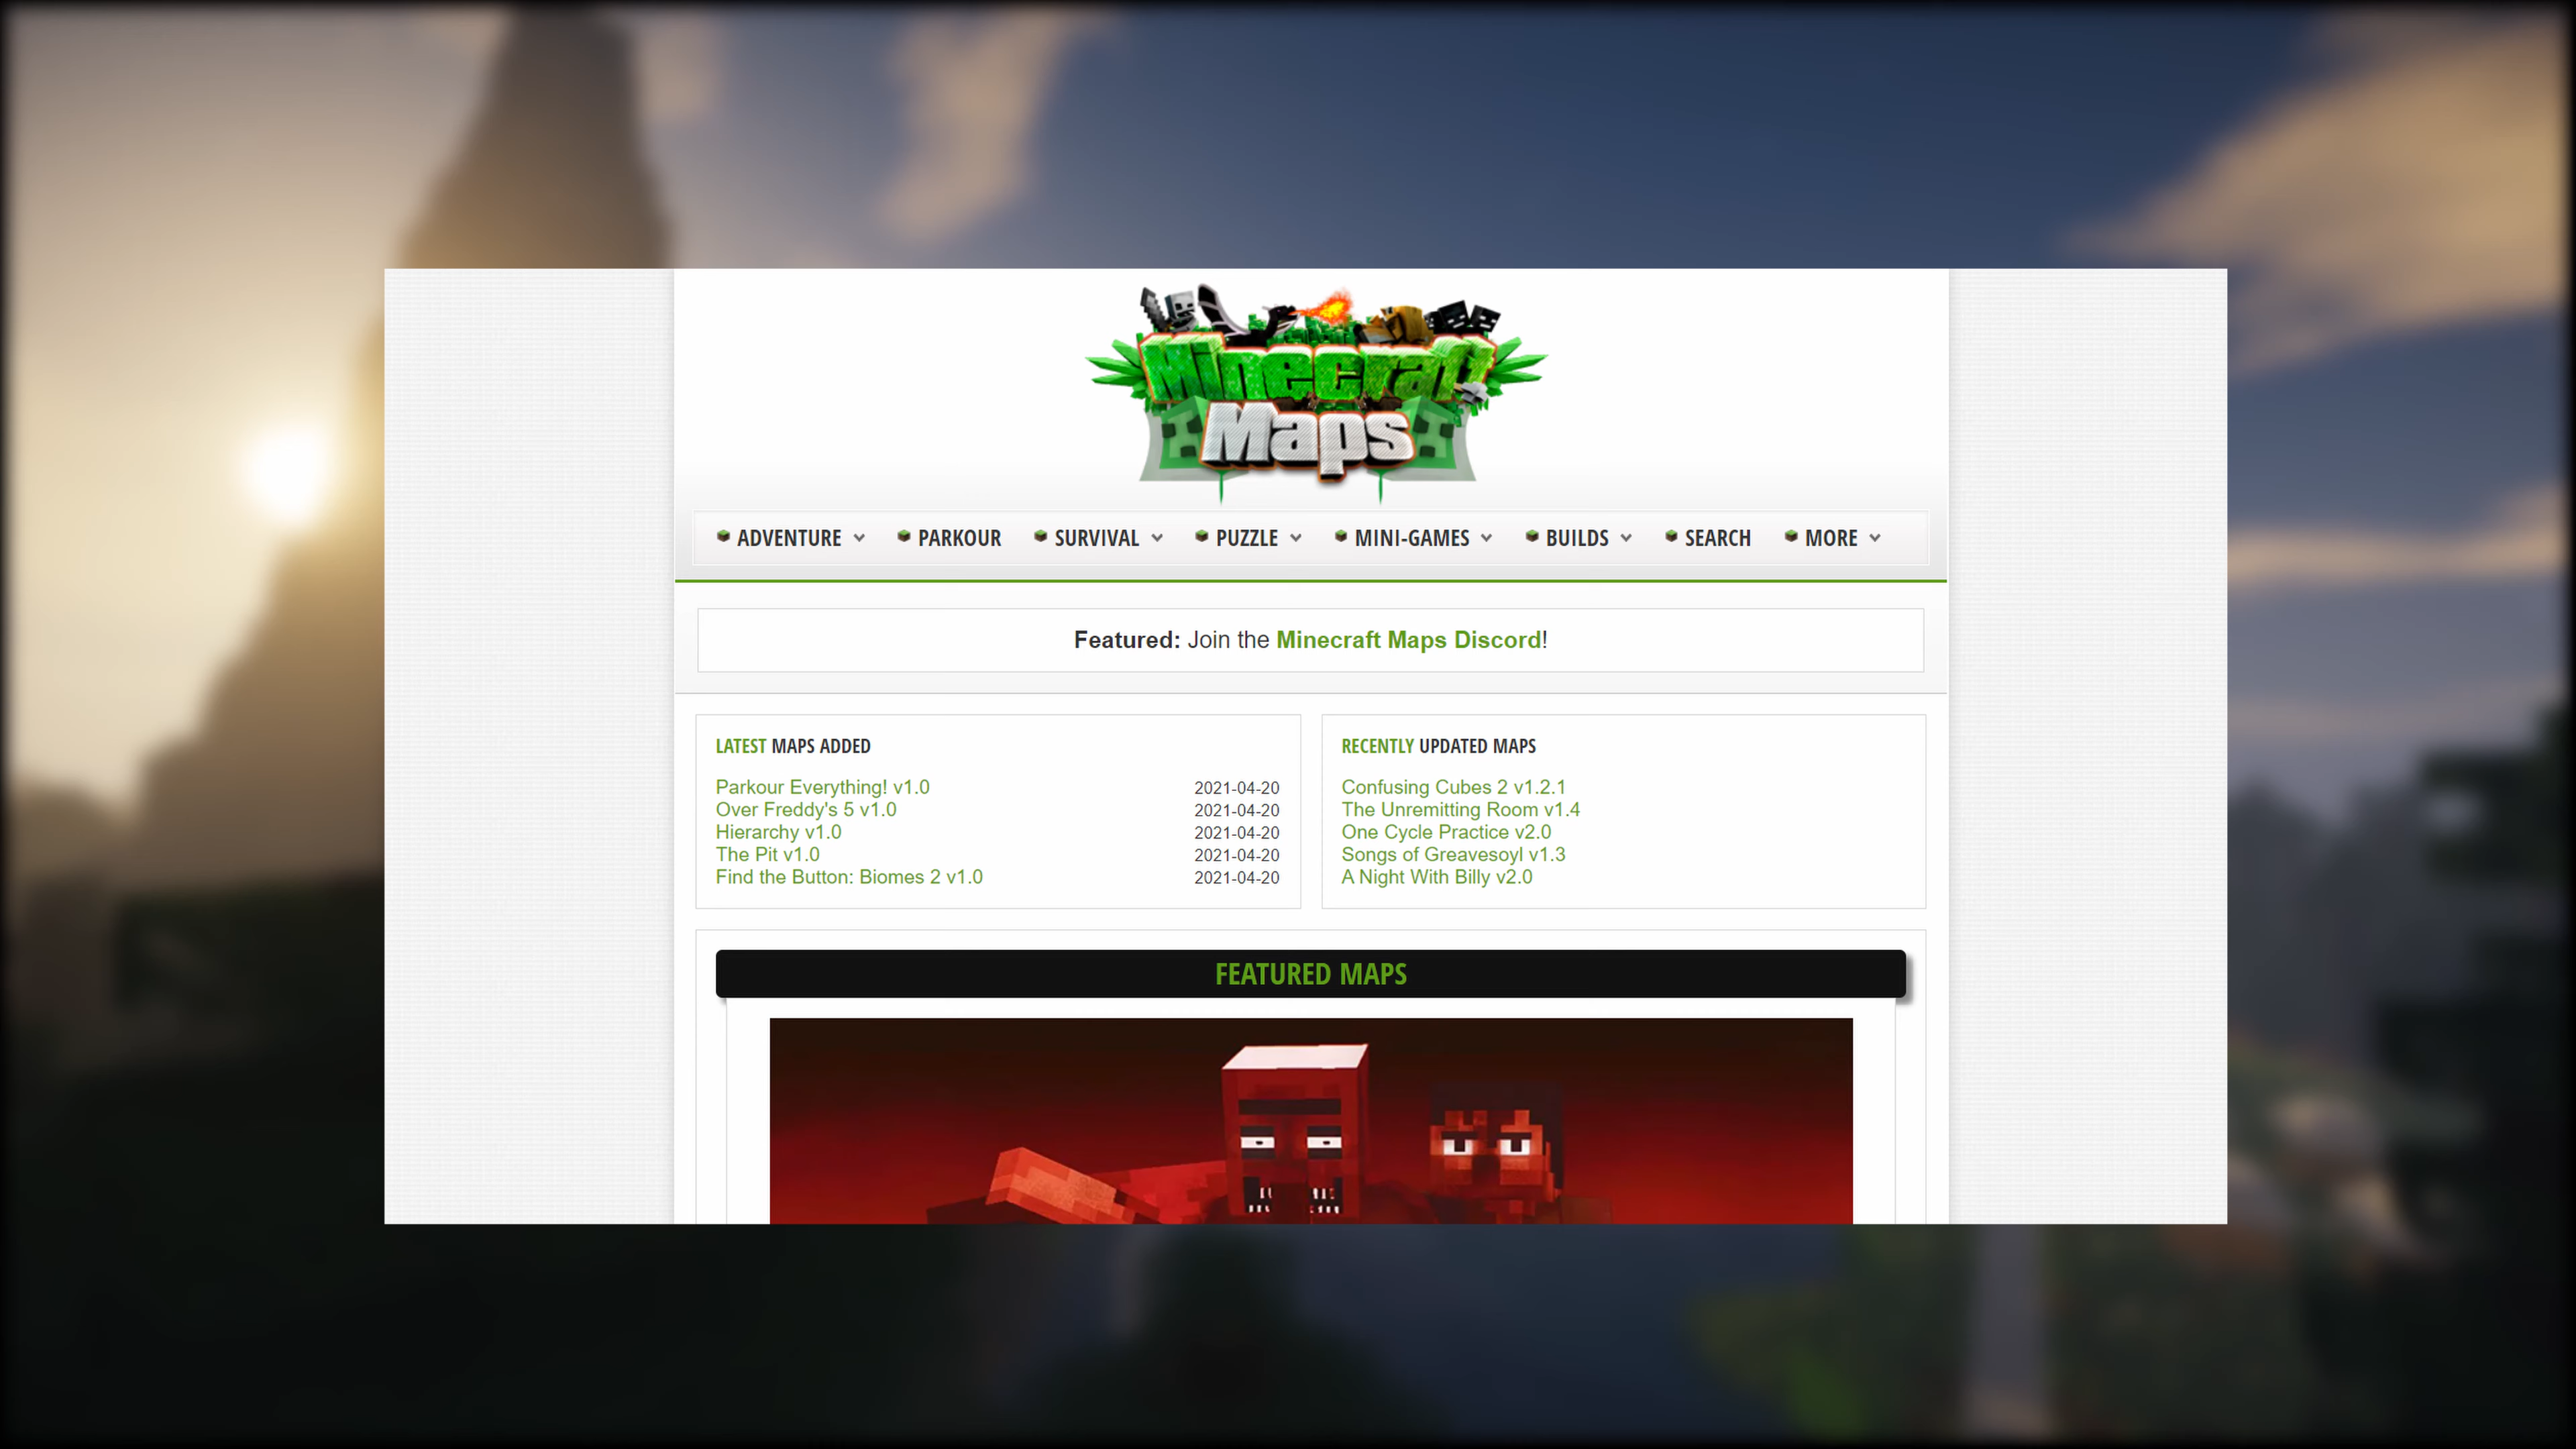 Minecraft
Maps
ADVENTURE PARKOUR SURVIVAL PUZZLE MINI-GAMES BUILDS SEARCH MORE
Featured: Join the Minecraft Maps Discord!
LATEST MAPS ADDED
Parkour Everything! v1.0 2021-04-20
Over Freddy's 5 v1.0 2021-04-20
Hierarchy v1.0 2021-04-20
The Pit v1.0 2021-04-20
Find the Button: Biomes 2 v1.0 2021-04-20
RECENTLY UPDATED MAPS
Confusing Cubes 2 v1.2.1
The Unremitting Room v1.4
One Cycle Practice v2.0
Songs of Greavesoyl v1.3
A Night With Billy v2.0
FEATURED MAPS